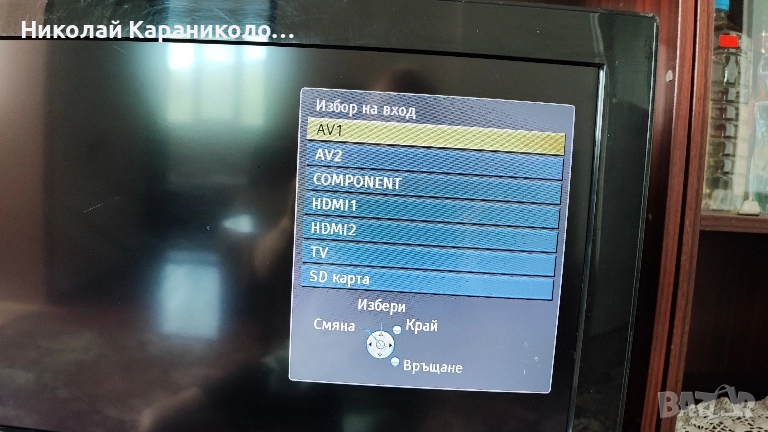 Николай Караниколо...
Избор на вход
AV1
AV2
COMPONENT
HDMI1
HDMI2
TV
SD карта
Избери
Смяна
Край
Връщане